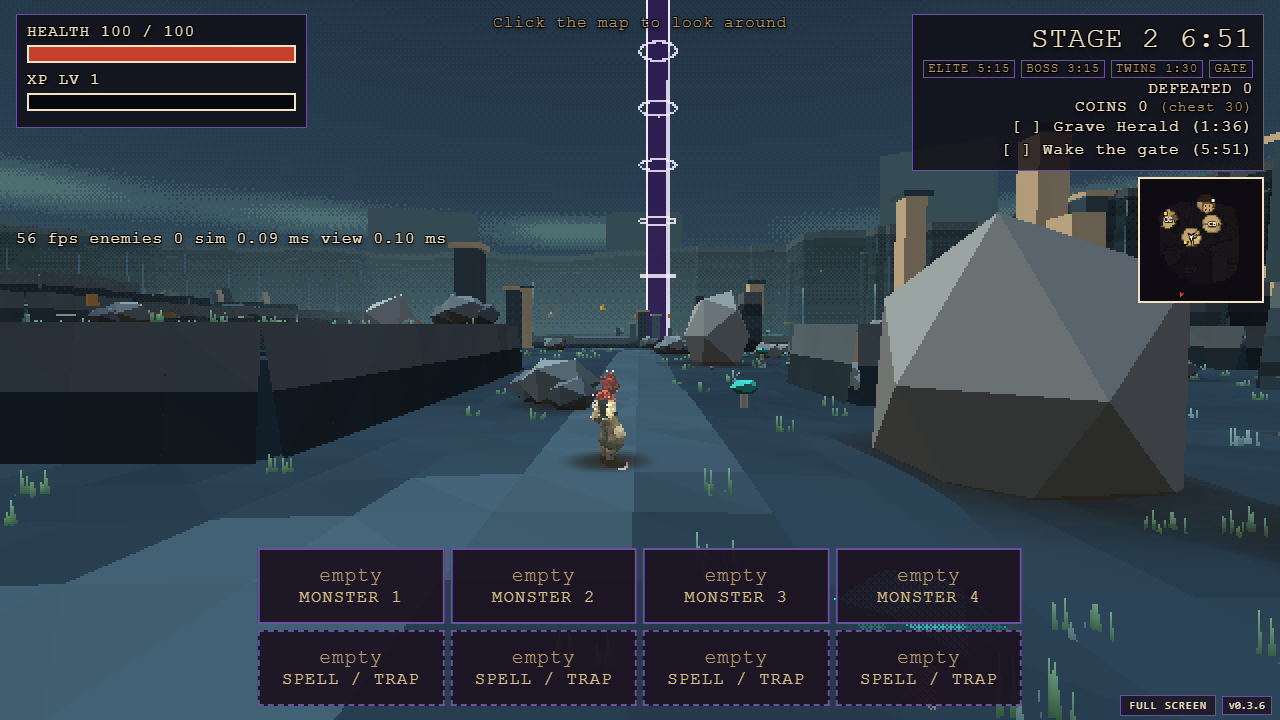 HEALTH 100 / 100
XP LV 1
Click the map to look around
STAGE 2 6:51
ELITE 5:15 BOSS 3:15 TWINS 1:30 GATE
DEFEATED 0
COINS 0 (chest 30)
[ ] Grave Herald (1:36)
[ ] Wake the gate (5:51)
56 fps enemies 0 sim 0.09 ms view 0.10 ms
empty empty empty empty
MONSTER 1 MONSTER 2 MONSTER 3 MONSTER 4
empty empty empty empty
SPELL / TRAP SPELL / TRAP SPELL / TRAP SPELL / TRAP
FULL SCREEN v0.3.6